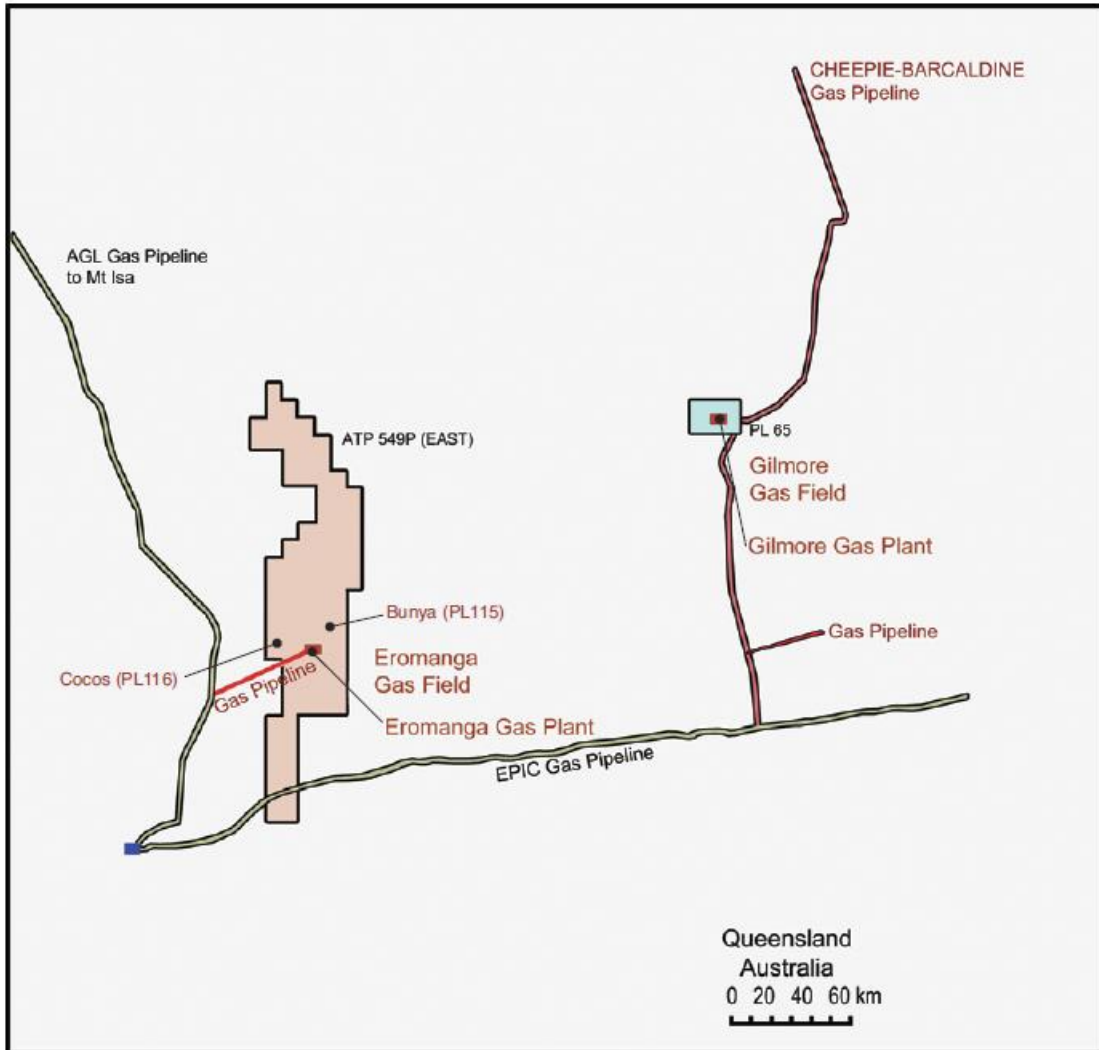 CHEEPIE-BARCALDINE
Gas Pipeline
AGL Gas Pipeline
to Mt Isa
ATP 549P (EAST)
PL 65
Gilmore
Gas Field
Gilmore Gas Plant
Bunya (PL115)
Gas Pipeline
Cocos (PL116)
Eromanga
Gas Field
Gas Pipeline
Eromanga Gas Plant
EPIC Gas Pipeline
Queensland
Australia
0 20 40 60 km